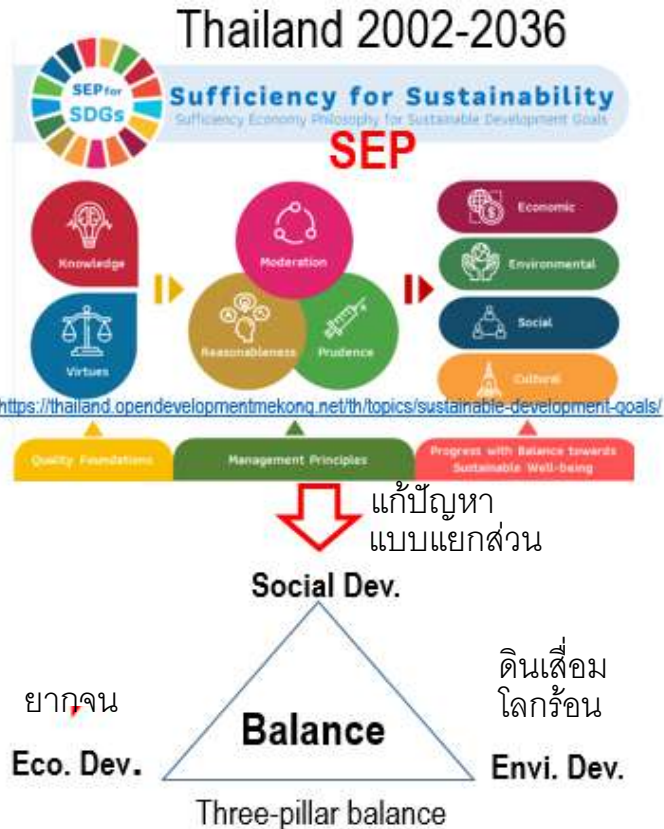 Thailand 2002-2036
SEP for
SDGs
Sufficiency for Sustainability
Sufficiency Economy Philosophy for Sustainable Development Goals
SEP
Knowledge
Virtues
Moderation
Reasonableness
Prudence
Economic
Environmental
Social
Cultural
https://thailand.opendevelopmentmekong.net/th/topics/sustainable-development-goals/
Quality Foundations
Management Principles
Progress with Balance towards
Sustainable Well-being
แก้ปัญหา
แบบแยกส่วน
Social Dev.
ยากจน
ดินเสื่อม
โลกร้อน
Balance
Eco. Dev.
Envi. Dev.
Three-pillar balance